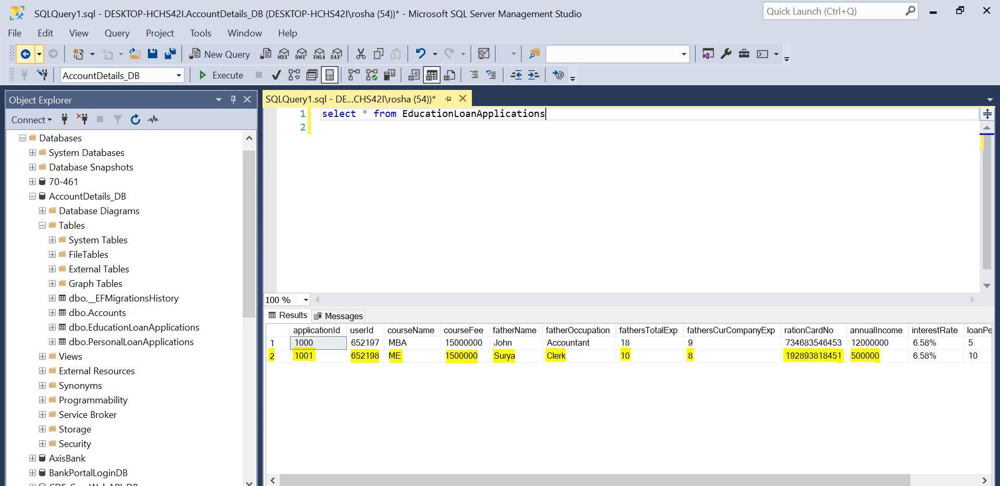 SQLQuery1.sql - DESKTOP-HCHS42I.AccountDetails_DB (DESKTOP-HCHS42I\rosha (54))* - Microsoft SQL Server Management Studio
Quick Launch (Ctrl+Q)
File Edit View Query Project Tools Window Help
New Query MDX DMX XMLA DAX
AccountDetails_DB Execute
Object Explorer
Connect
Databases
System Databases
Database Snapshots
70-461
AccountDetails_DB
Database Diagrams
Tables
System Tables
FileTables
External Tables
Graph Tables
dbo.__EFMigrationsHistory
dbo.Accounts
dbo.EducationLoanApplications
dbo.PersonalLoanApplications
Views
External Resources
Synonyms
Programmability
Service Broker
Storage
Security
AxisBank
BankPortalLoginDB
SQLQuery1.sql - DE...CHS42I\rosha (54))*
1 select * from EducationLoanApplications
2
100 %
Results Messages
applicationId userId courseName courseFee fatherName fatherOccupation fathersTotalExp fathersCurCompanyExp rationCardNo annualIncome interestRate loanPe
1 1000 652197 MBA 15000000 John Accountant 18 9 734683546453 12000000 6.58% 5
2 1001 652198 ME 1500000 Surya Clerk 10 8 192893818451 500000 6.58% 10